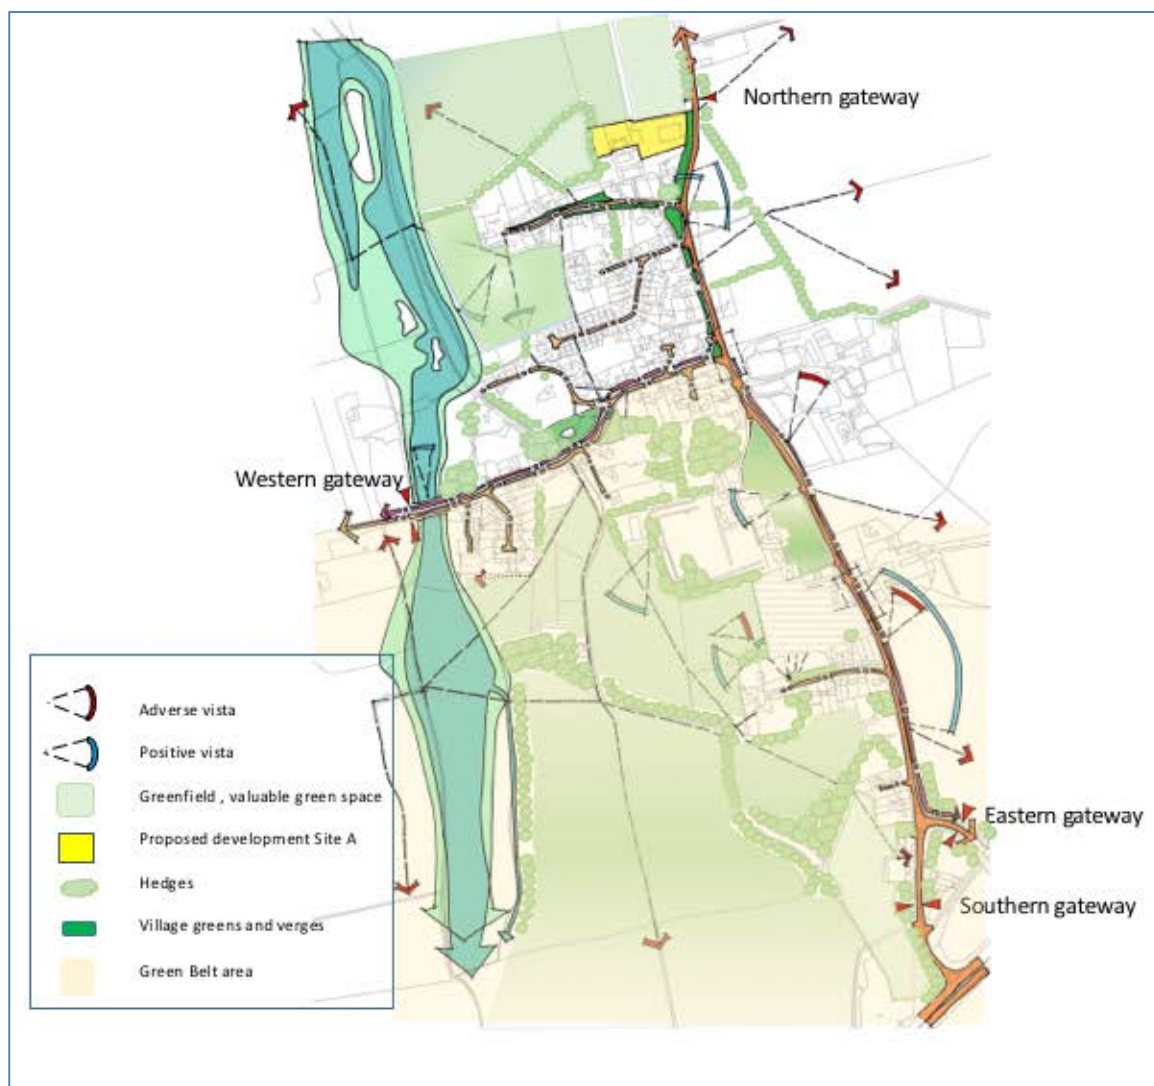 Northern gateway
Western gateway
Adverse vista
Positive vista
Greenfield , valuable green space
Proposed development Site A
Hedges
Village greens and verges
Green Belt area
Eastern gateway
Southern gateway